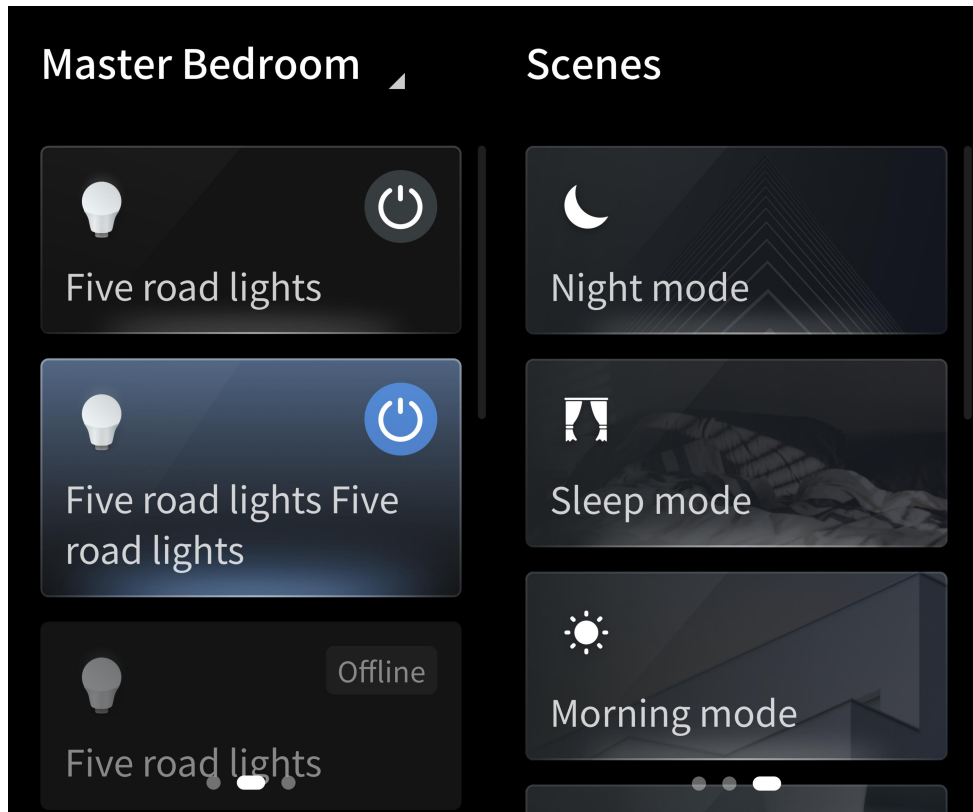 Master Bedroom
Five road lights
Five road lights Five
road lights
Offline
Five road lights
Scenes
Night mode
Sleep mode
Morning mode